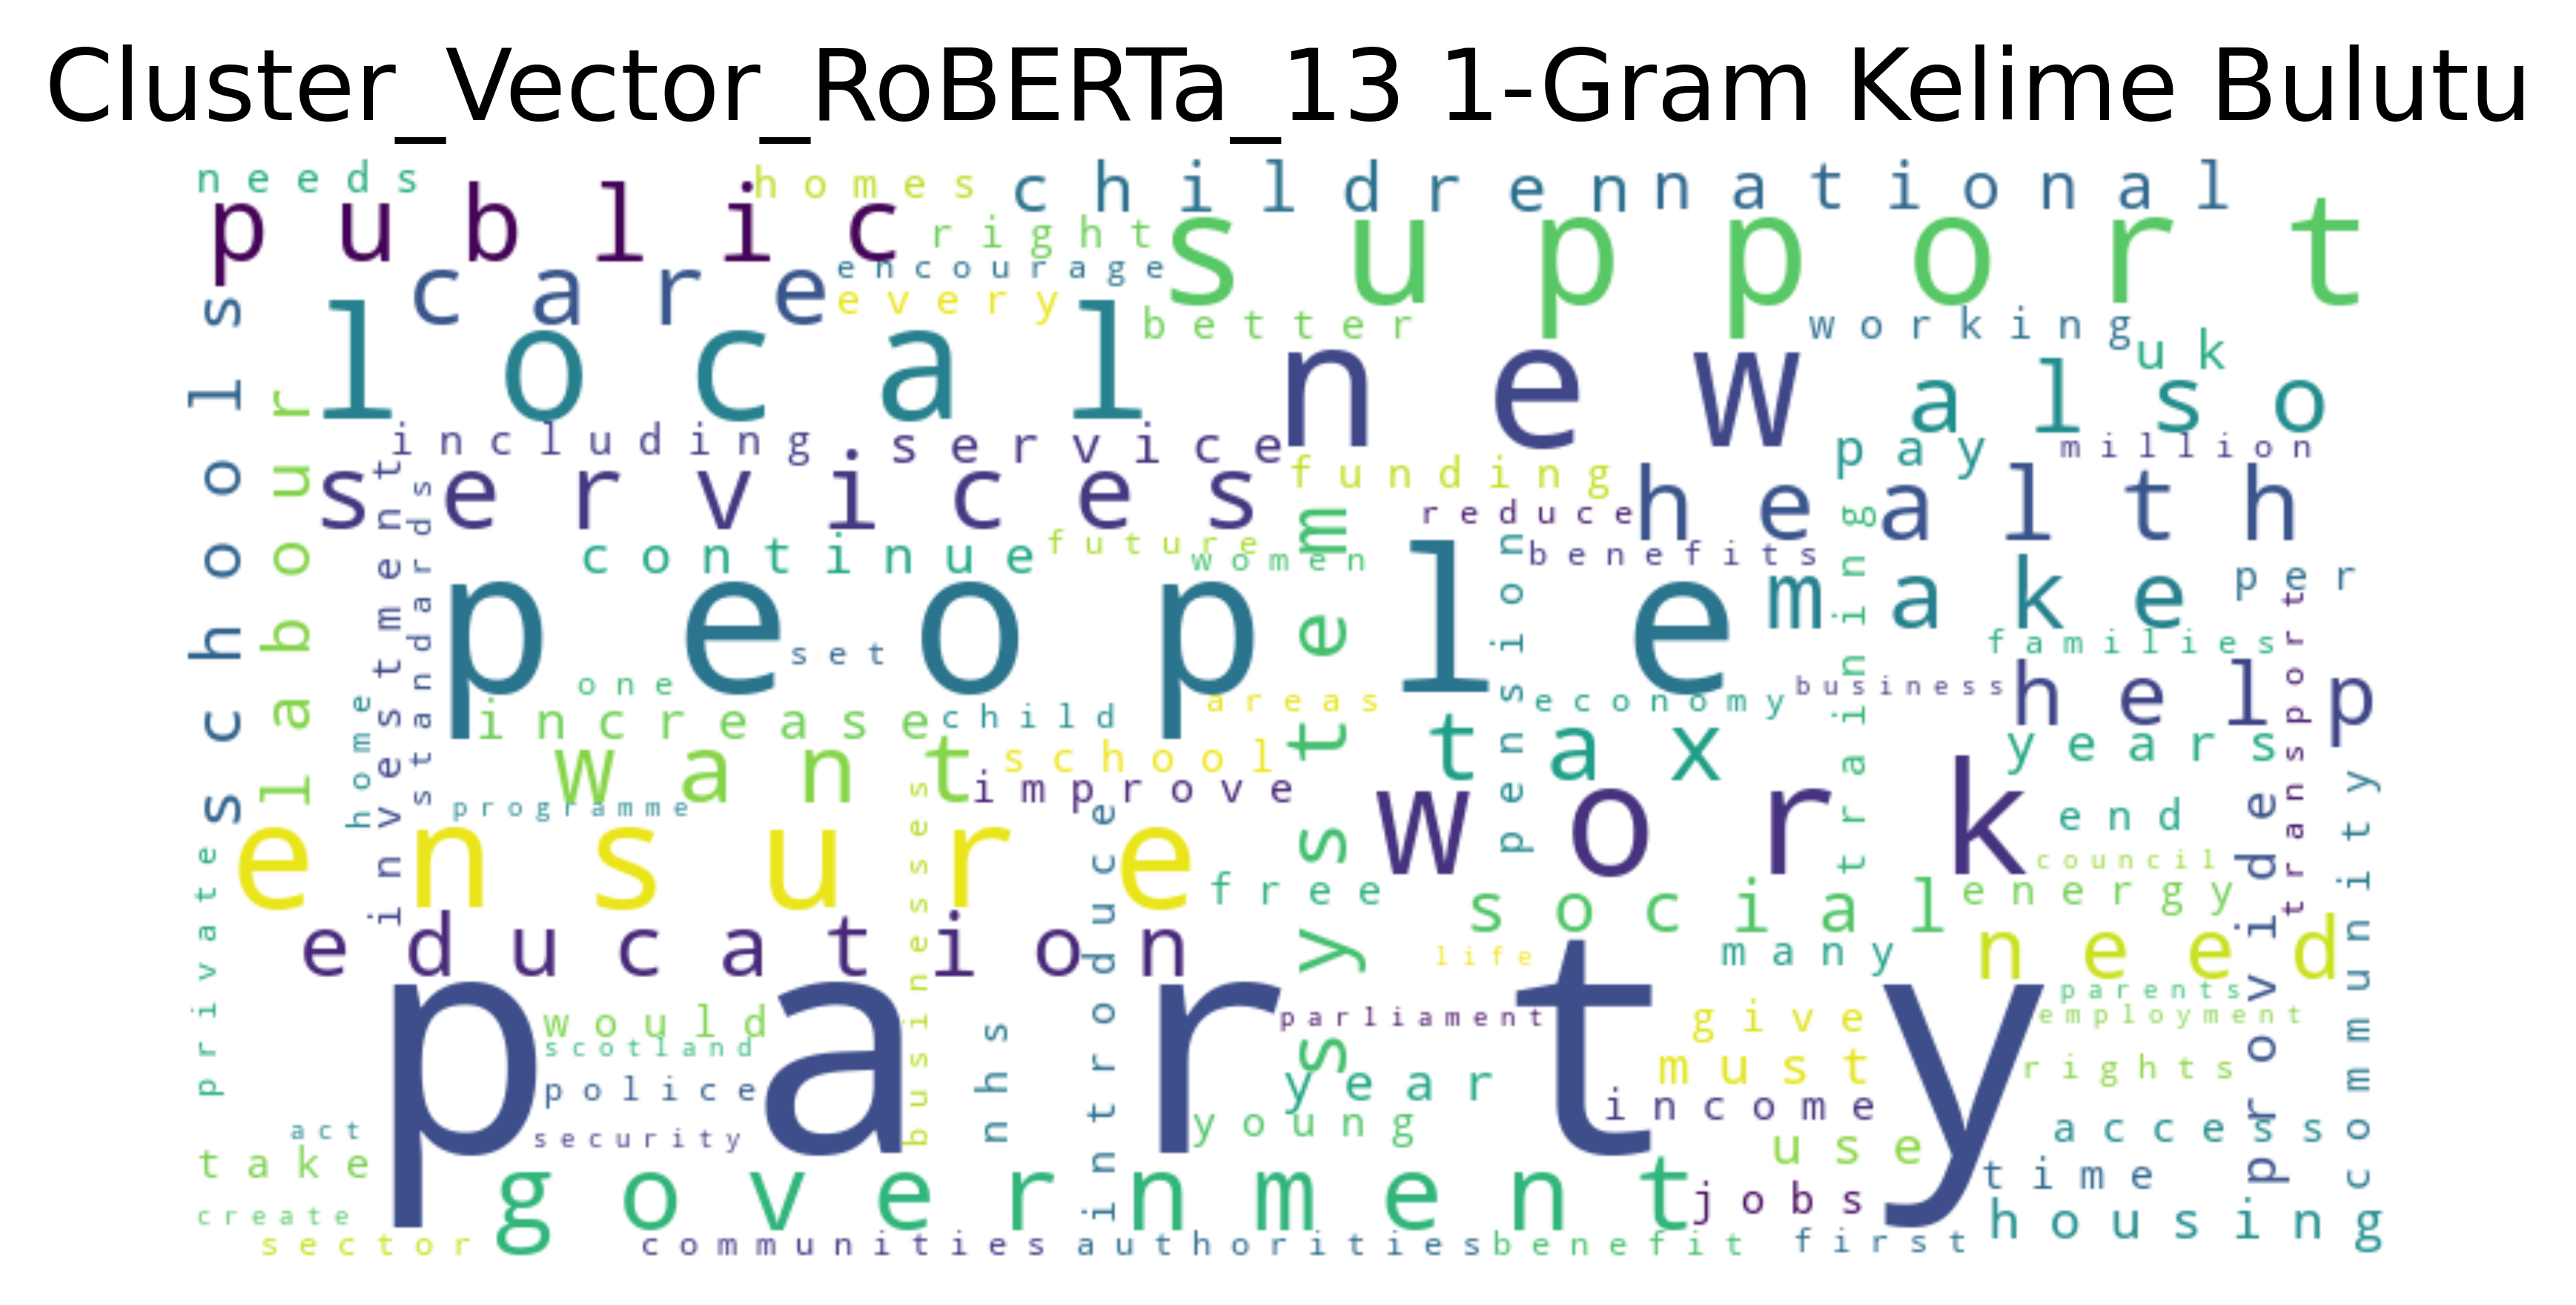 Cluster_Vector_RoBERTa_13 1-Gram Kelime Bulutu
needs
homes
children
national
public
right
support
care
encourage
every
better
working
uk
schools
local
new
also
labour
including
service
pay
million
services
funding
health
investment
standards
reduce
continue
future
women
system
pension
benefits
training
make
per
people
set
families
transport
one
areas
economy
business
help
home
increase
child
want
school
tax
years
improve
work
programme
end
provide
community
ensure
businesses
introduce
council
private
free
social
energy
education
life
many
need
party
parents
would
parliament
give
employment
scotland
nhs
must
rights
police
year
income
act
security
young
access
take
use
time
government
jobs
create
housing
sector
communities
authorities
benefit
first